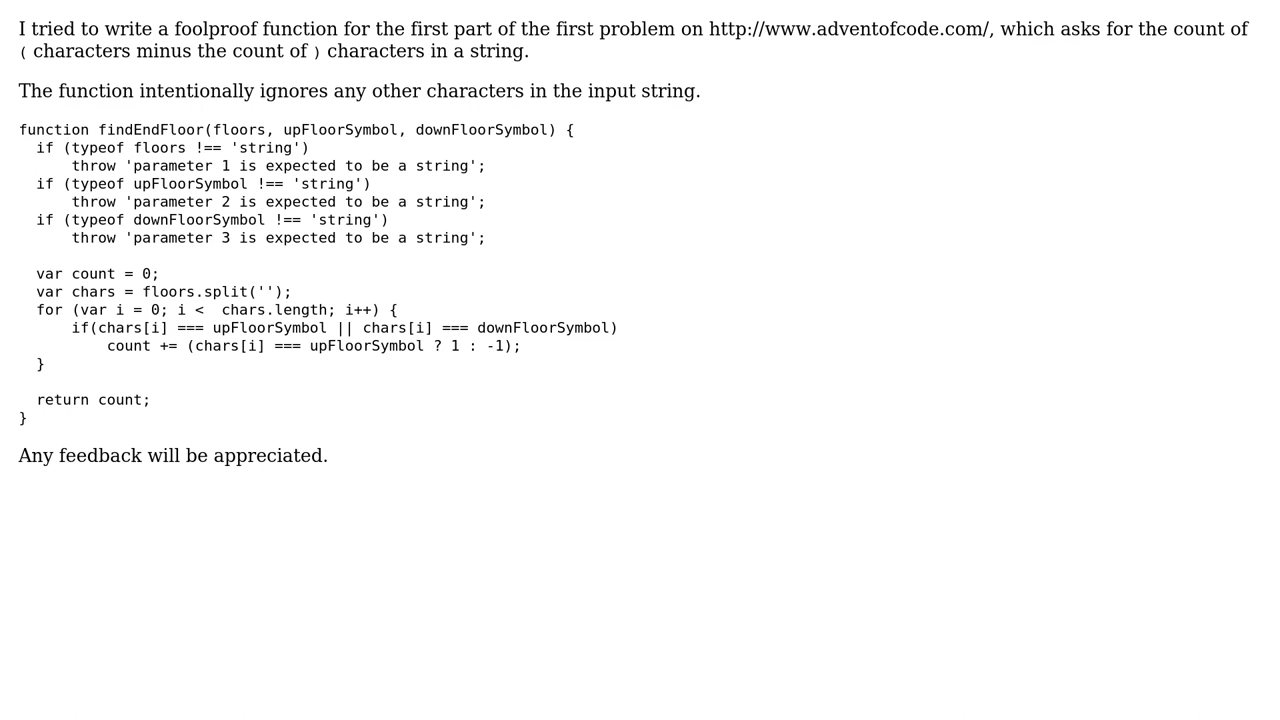 I tried to write a foolproof function for the first part of the first problem on http://www.adventofcode.com/, which asks for the count of
( characters minus the count of ) characters in a string.
The function intentionally ignores any other characters in the input string.
function findEndFloor(floors, upFloorSymbol, downFloorSymbol) {
  if (typeof floors !== 'string')
      throw 'parameter 1 is expected to be a string';
  if (typeof upFloorSymbol !== 'string')
      throw 'parameter 2 is expected to be a string';
  if (typeof downFloorSymbol !== 'string')
      throw 'parameter 3 is expected to be a string';
  var count = 0;
  var chars = floors.split('');
  for (var i = 0; i <  chars.length; i++) {
      if(chars[i] === upFloorSymbol || chars[i] === downFloorSymbol)
          count += (chars[i] === upFloorSymbol ? 1 : -1);
  }
  return count;
}
Any feedback will be appreciated.